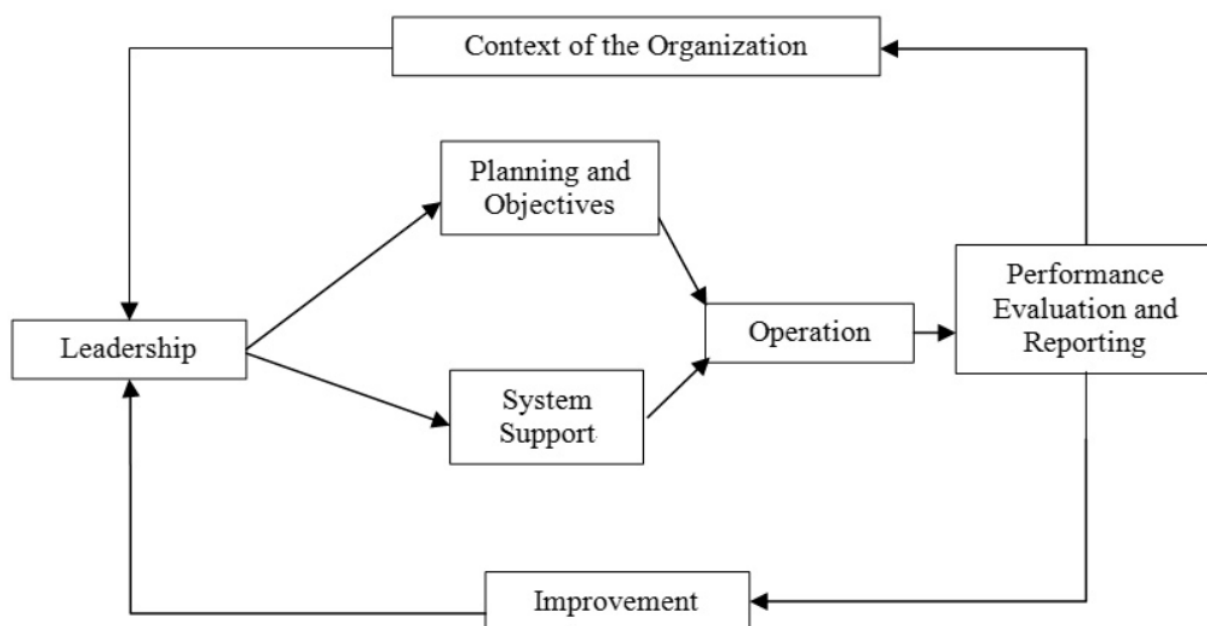 Context of the Organization
Planning and
Objectives
Performance
Evaluation and
Reporting
Operation
Leadership
System
Support
Improvement